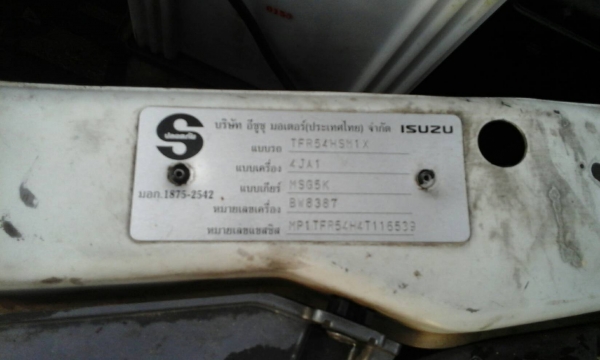 บริษัท อีซูซุ มอเตอร์(ประเทศไทย) จำกัด ISUZU
แบบรถ TFR54HSM1X
แบบเครื่อง 4JA1
แบบเกียร์ MSG5K
มอก.1875-2542
หมายเลขเครื่อง BW8387
หมายเลขแชสซีส MP1TFR54H4T116539